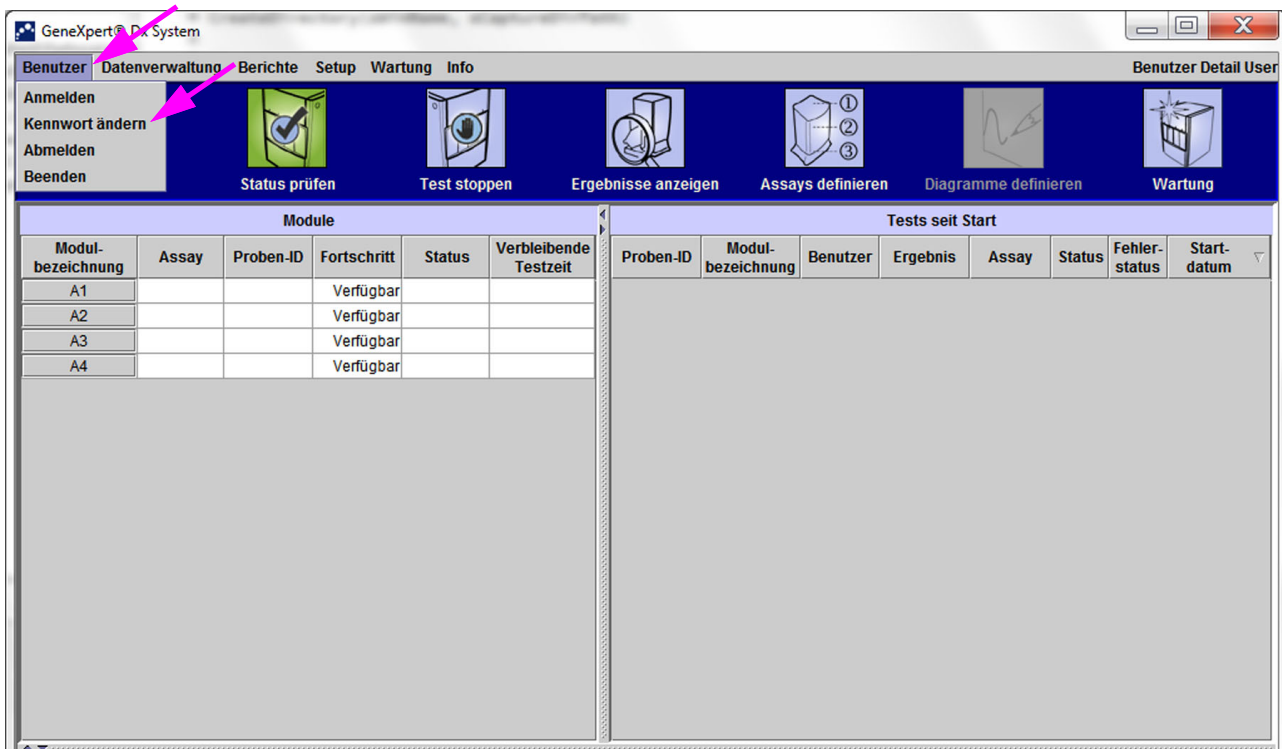 GeneXpert® Dx System
Benutzer Datenverwaltung Berichte Setup Wartung Info Benutzer Detail User
Anmelden
Kennwort ändern
Abmelden
Beenden
Status prüfen Test stoppen Ergebnisse anzeigen Assays definieren Diagramme definieren Wartung
① 
② 
③
Module
Modul-
bezeichnung Assay Proben-ID Fortschritt Status Verbleibende
Testzeit
A1 Verfügbar
A2 Verfügbar
A3 Verfügbar
A4 Verfügbar
Tests seit Start
Proben-ID Modul-
bezeichnung Benutzer Ergebnis Assay Status Fehler-
status Start-
datum